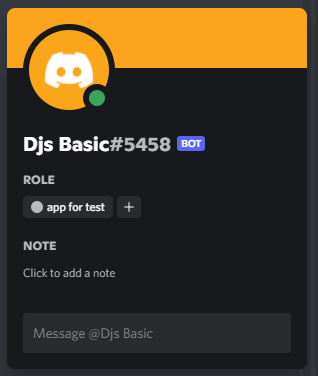 Djs Basic#5458 BOT
ROLE
app for test +
NOTE
Click to add a note
Message @Djs Basic